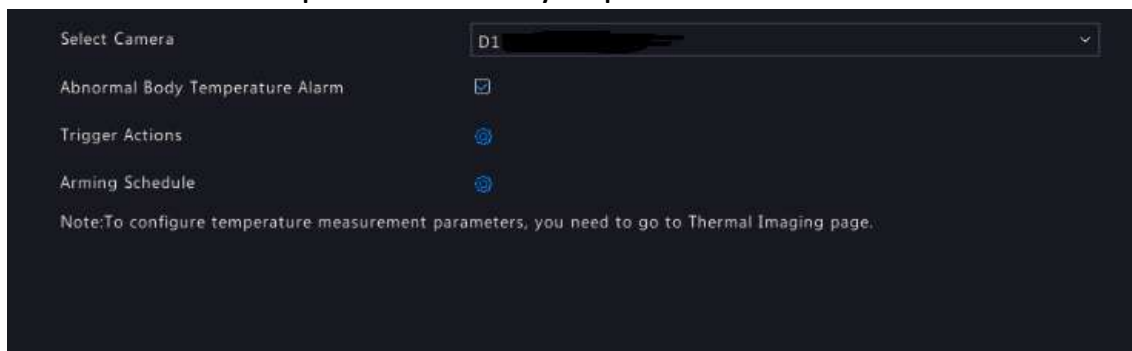 Select Camera D1
Abnormal Body Temperature Alarm
Trigger Actions
Arming Schedule
Note:To configure temperature measurement parameters, you need to go to Thermal Imaging page.